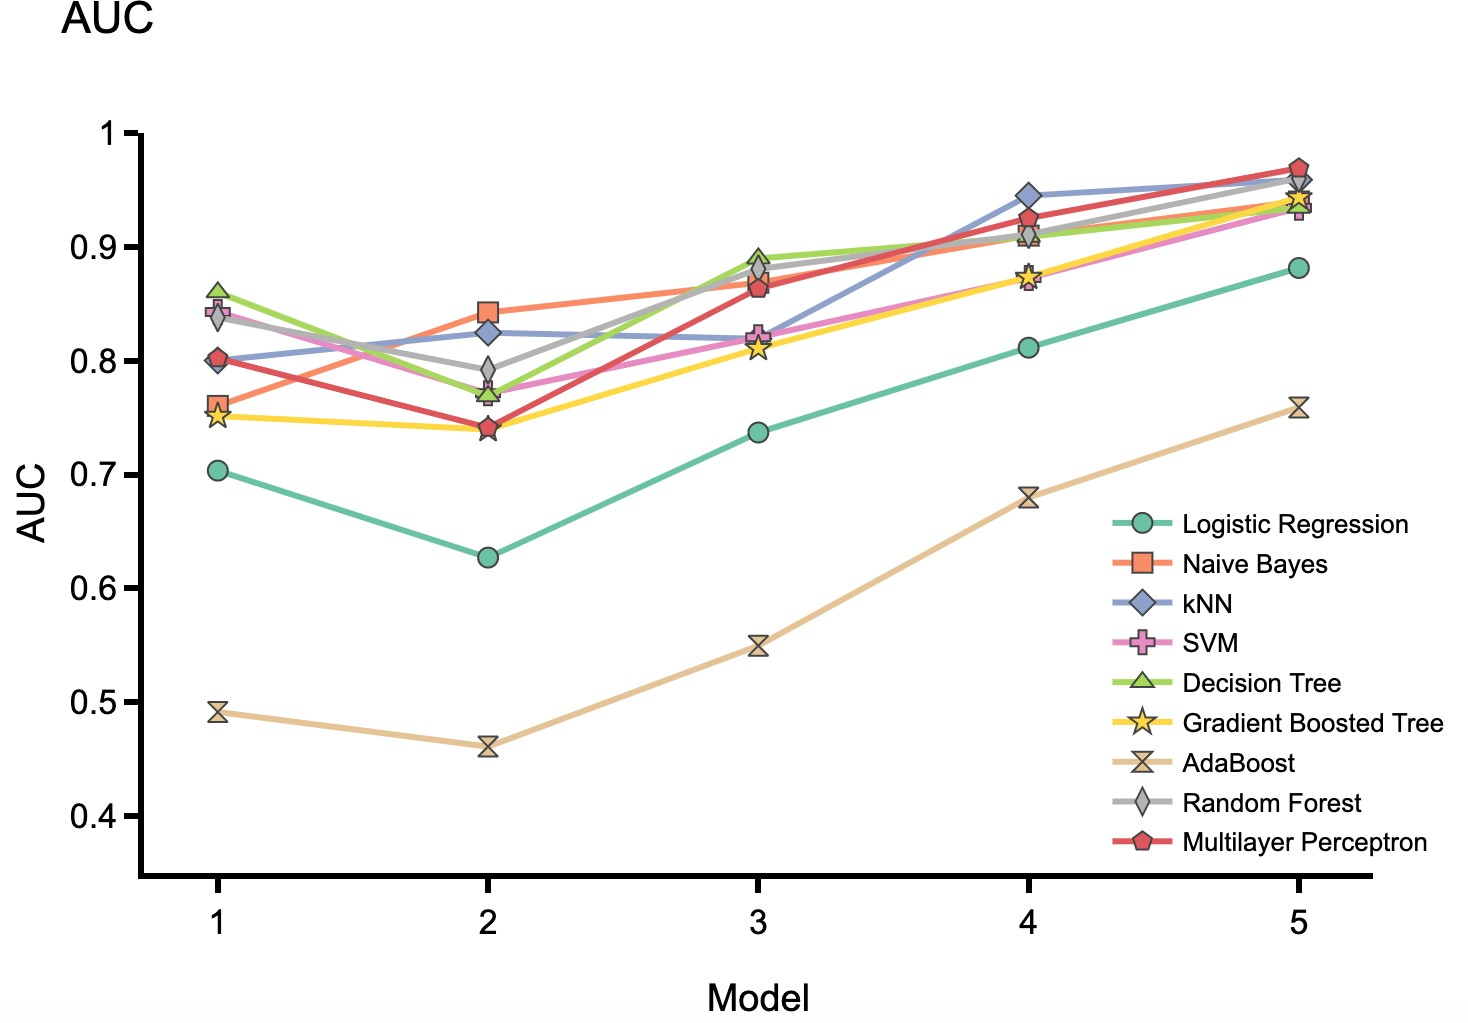 AUC
1
0.9
0.8
0.7
0.6
0.5
0.4
AUC
1 2 3 4 5
Model
Logistic Regression
Naive Bayes
kNN
SVM
Decision Tree
Gradient Boosted Tree
AdaBoost
Random Forest
Multilayer Perceptron